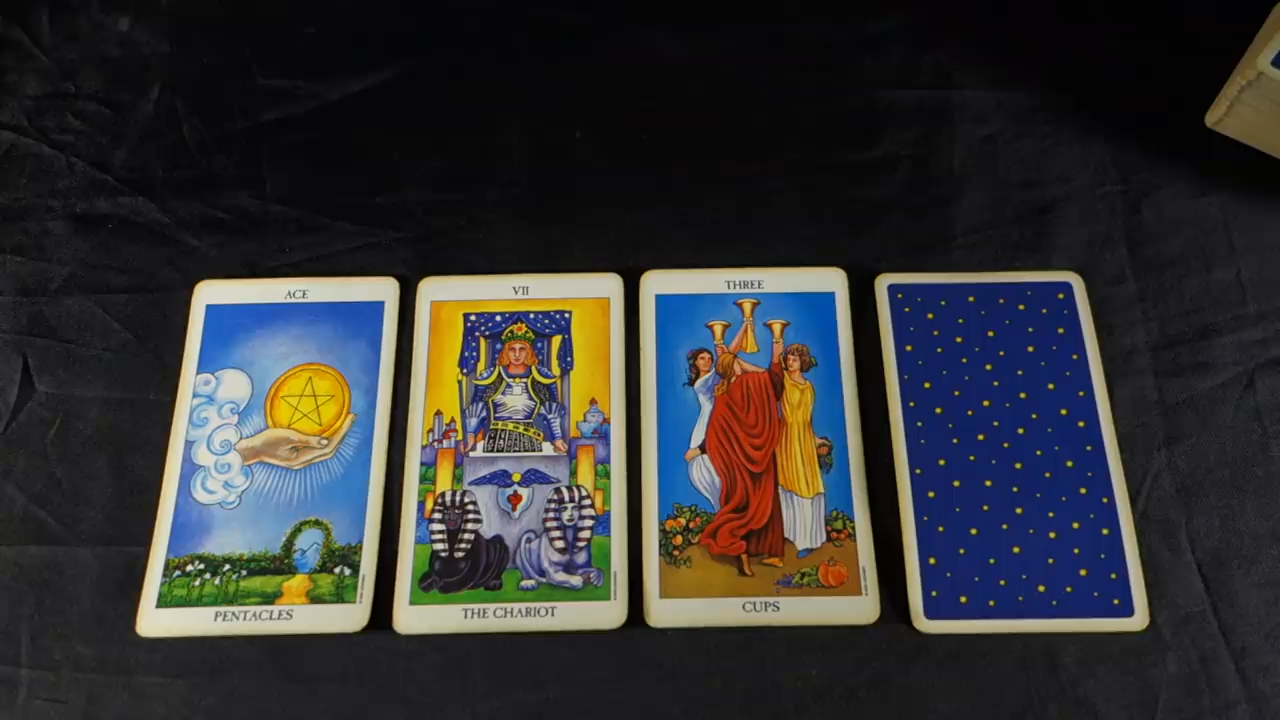 ACE
PENTACLES
VII
THE CHARIOT
THREE
CUPS